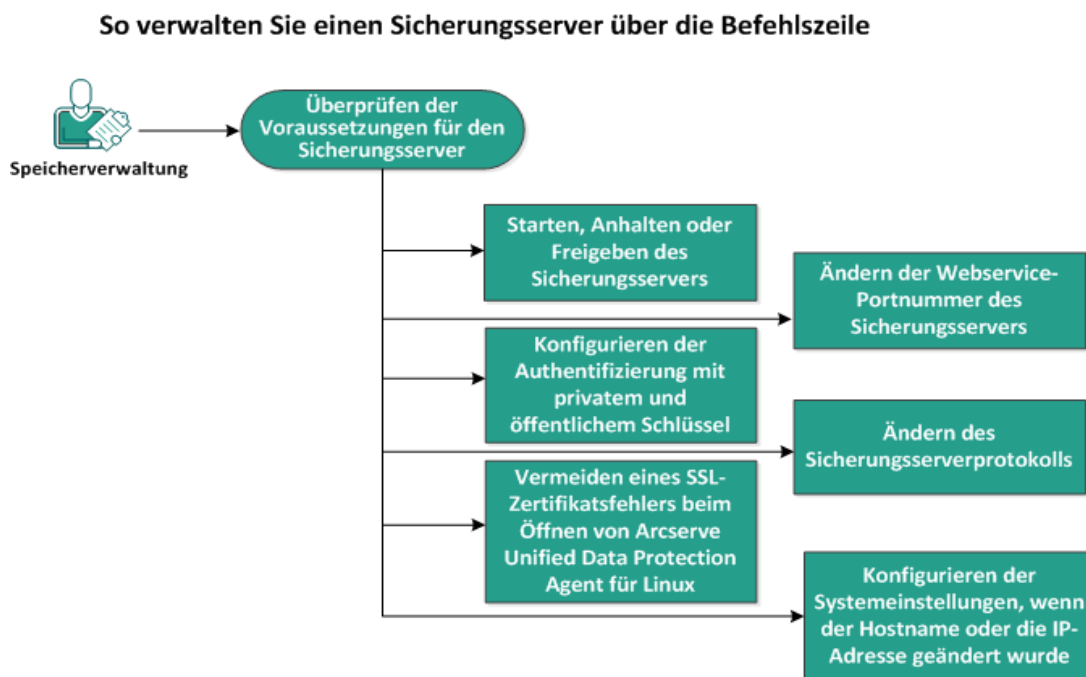 So verwalten Sie einen Sicherungsserver über die Befehlszeile
Überprüfen der
Voraussetzungen für den
Sicherungsserver
Speicherverwaltung
Starten, Anhalten oder
Freigeben des
Sicherungsservers
Ändern der Webservice-
Portnummer des
Sicherungsservers
Konfigurieren der
Authentifizierung mit
privatem und
öffentlichem Schlüssel
Ändern des
Sicherungsserverprotokolls
Vermeiden eines SSL-
Zertifikatsfehlers beim
Öffnen von Arcserve
Unified Data Protection
Agent für Linux
Konfigurieren der
Systemeinstellungen, wenn
der Hostname oder die IP-
Adresse geändert wurde